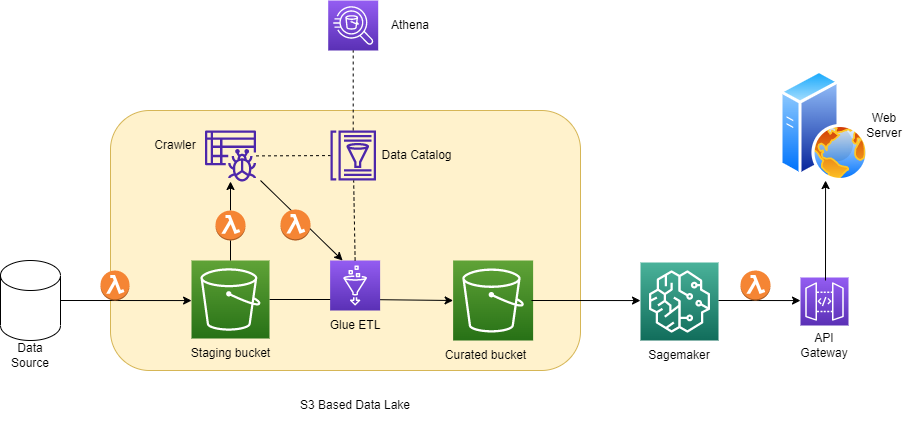 Athena
Crawler
Data Catalog
Web
Server
Glue ETL
Staging bucket
Curated bucket
Sagemaker
API
Gateway
Data
Source
S3 Based Data Lake